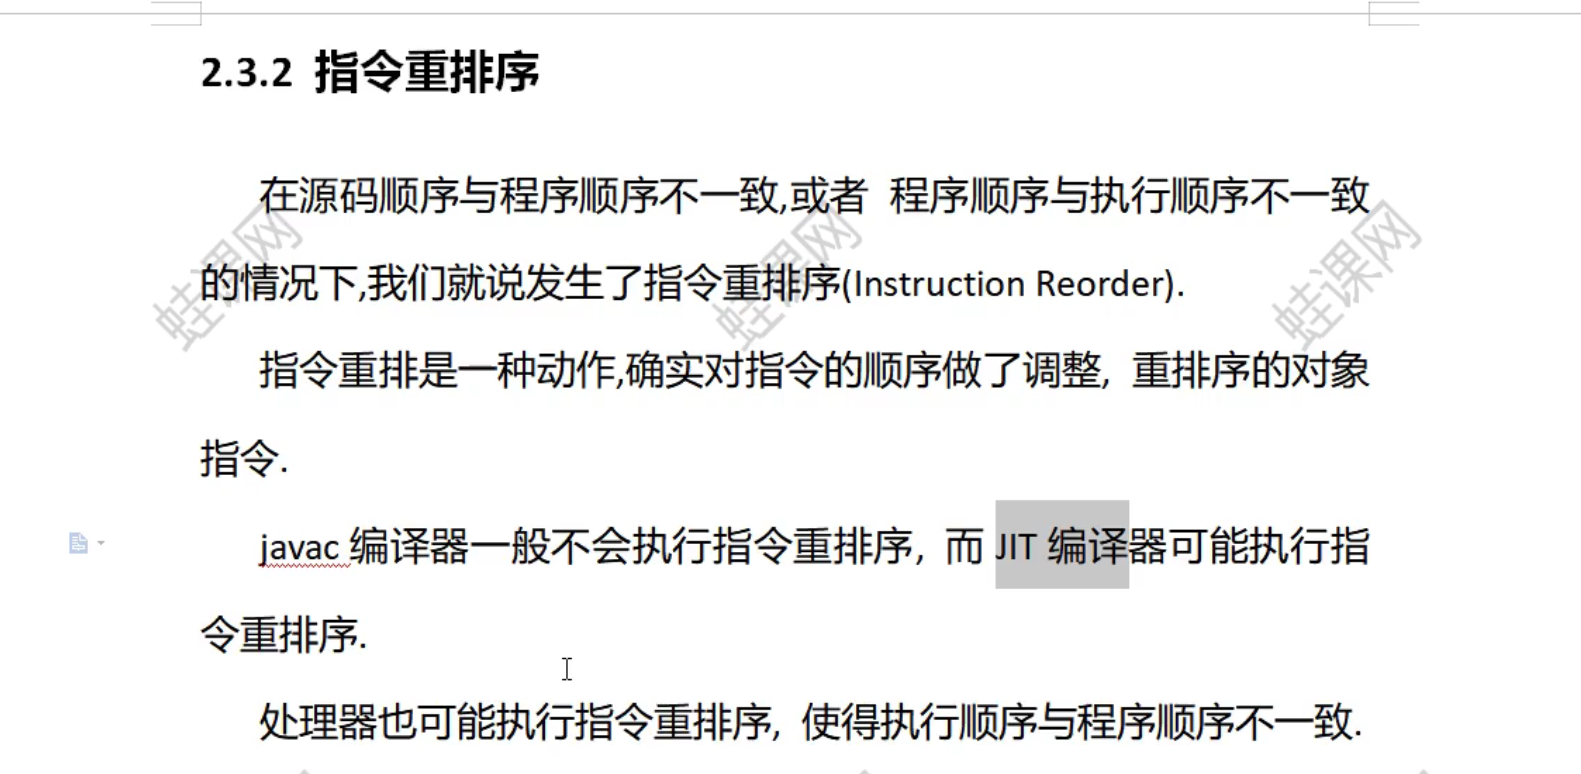 2.3.2 指令重排序
在源码顺序与程序顺序不一致,或者 程序顺序与执行顺序不一致
的情况下,我们就说发生了指令重排序(Instruction Reorder).
指令重排是一种动作,确实对指令的顺序做了调整, 重排序的对象
指令.
javac 编译器一般不会执行指令重排序, 而 JIT 编译器可能执行指
令重排序.
处理器也可能执行指令重排序, 使得执行顺序与程序顺序不一致.
蛙课网
蛙课网
蛙课网